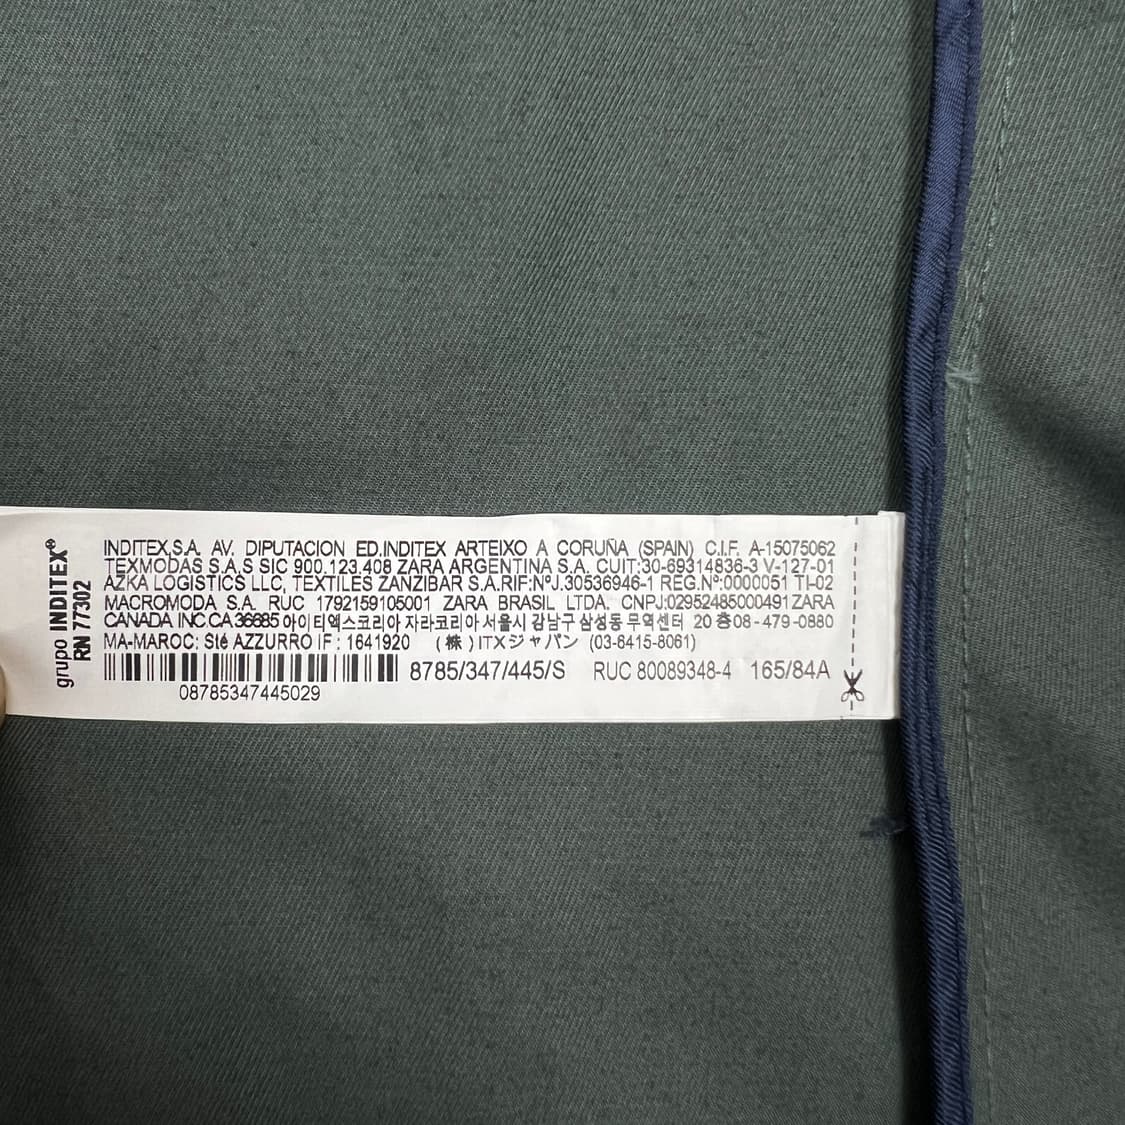 grupo INDITEX®
RN 77302
INDITEX,S.A. AV. DIPUTACION ED.INDITEX ARTEIXO A CORUÑA (SPAIN) C.I.F. A-15075062
TEXMODAS S.A.S SIC 900.123.408 ZARA ARGENTINA S.A. CUIT:30-69314836-3 V-127-01
AZKA LOGISTICS LLC, TEXTILES ZANZIBAR S.A.RIF:NºJ.30536946-1 REG.Nº:0000051 TI-02
MACROMODA S.A. RUC 1792159105001 ZARA BRASIL LTDA. CNPJ:02952485000491 ZARA
CANADA INC.CA 36685 아이티엑스코리아 자라코리아 서울시 강남구 삼성동 무역센터 20 층 08-479-0880
MA-MAROC: Sté AZZURRO IF : 1641920 (株) ITXジャパン (03-6415-8061)
8785/347/445/S RUC 80089348-4 165/84A
08785347445029